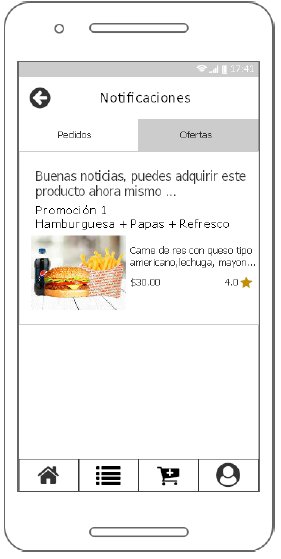 17:41
Notificaciones
Pedidos
Ofertas
Buenas noticias, puedes adquirir este
producto ahora mismo ...
Promoción 1
Hamburguesa + Papas + Refresco
Carne de res con queso tipo
americano,lechuga, mayon...
$30.00
4.0